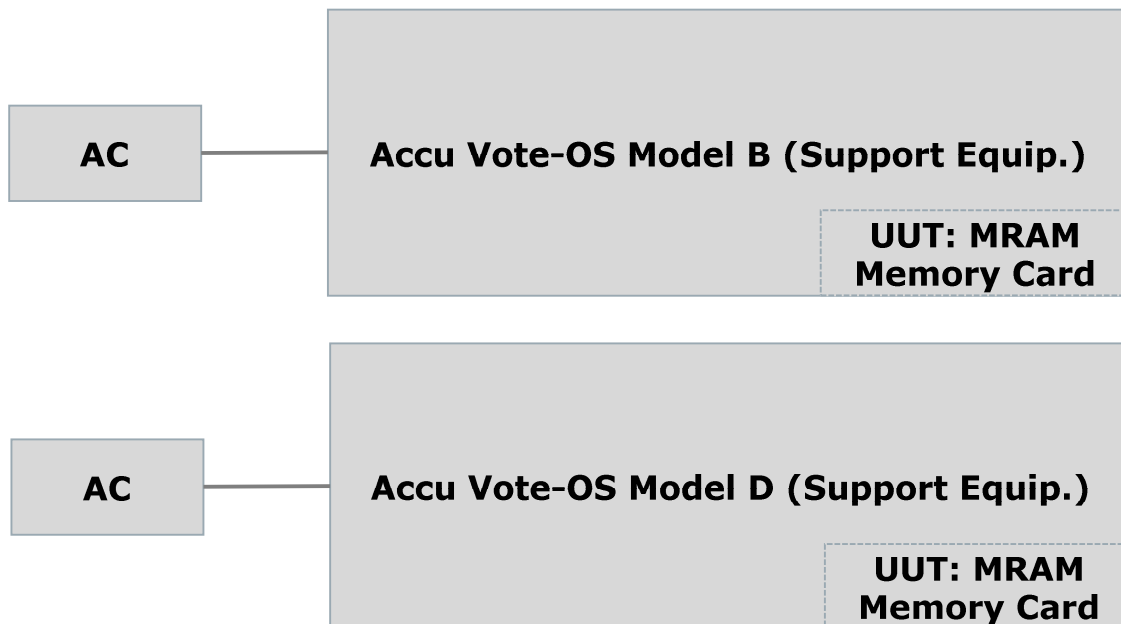 AC
Accu Vote-OS Model B (Support Equip.)
UUT: MRAM
Memory Card
AC
Accu Vote-OS Model D (Support Equip.)
UUT: MRAM
Memory Card